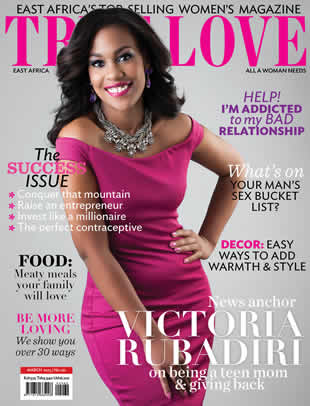 EAST AFRICA'S TOP-SELLING WOMEN'S MAGAZINE
LOVE
EAST AFRICA
ALL A WOMAN NEEDS
HELP!
I'M ADDICTED
to my BAD
RELATIONSHIP
The
SUCCESS
ISSUE
* Conquer that mountain
* Raise an entrepreneur
* Invest like a millionaire
* The perfect contraceptive
What's on
YOUR MAN'S
SEX BUCKET
LIST?
DECOR: EASY
WAYS TO ADD
WARMTH & STYLE
FOOD:
Meaty meals
your family
will love
BE MORE
LOVING
We show you
over 30 ways
News anchor
VICTORIA
RUBADIRI
on being a teen mom
& giving back